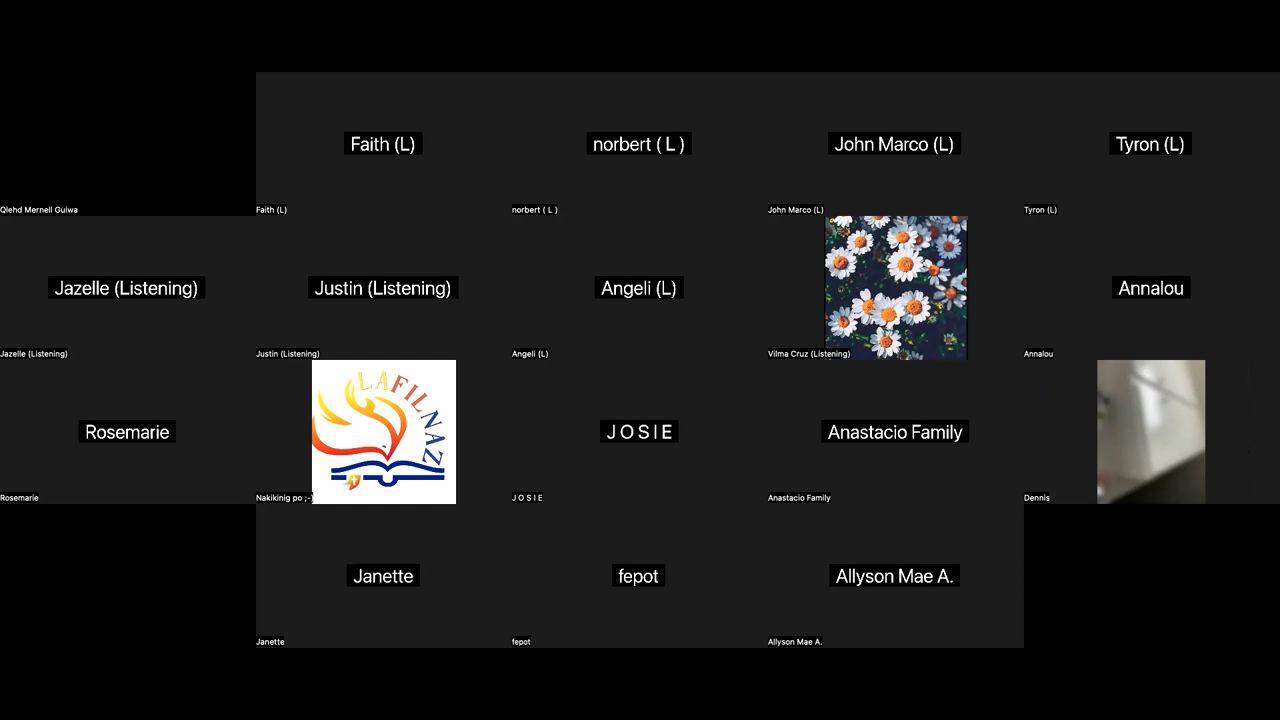 Faith (L)
norbert ( L )
John Marco (L)
Tyron (L)
Qlehd Mernell Guiwa
Faith (L)
norbert ( L )
John Marco (L)
Tyron (L)
Jazelle (Listening)
Justin (Listening)
Angeli (L)
Annalou
Jazelle (Listening)
Justin (Listening)
Angeli (L)
Vilma Cruz (Listening)
Annalou
Rosemarie
LAFILNAZ
J O S I E
Anastacio Family
Rosemarie
Nakikinig po ;-)
J O S I E
Anastacio Family
Dennis
Janette
fepot
Allyson Mae A.
Janette
fepot
Allyson Mae A.